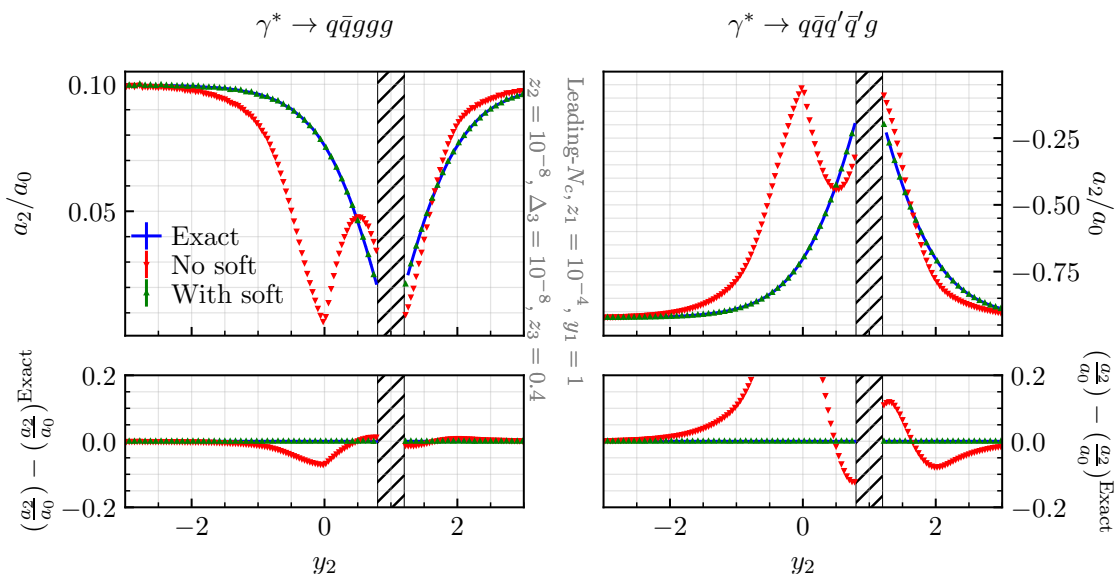 γ* → qq̄ggg
γ* → qq̄q′q̄′g
0.10
0.05
a₂/a₀
Exact
No soft
With soft
z₂ = 10⁻⁸, Δ₃ = 10⁻⁸, z₃ = 0.4
Leading-N_c, z₁ = 10⁻⁴, y₁ = 1
−0.25
−0.50
−0.75
a₂/a₀
0.2
0.0
−0.2
(a₂/a₀) − (a₂/a₀)^Exact
−2 0 2
y₂
0.2
0.0
−0.2
(a₂/a₀) − (a₂/a₀)^Exact
−2 0 2
y₂